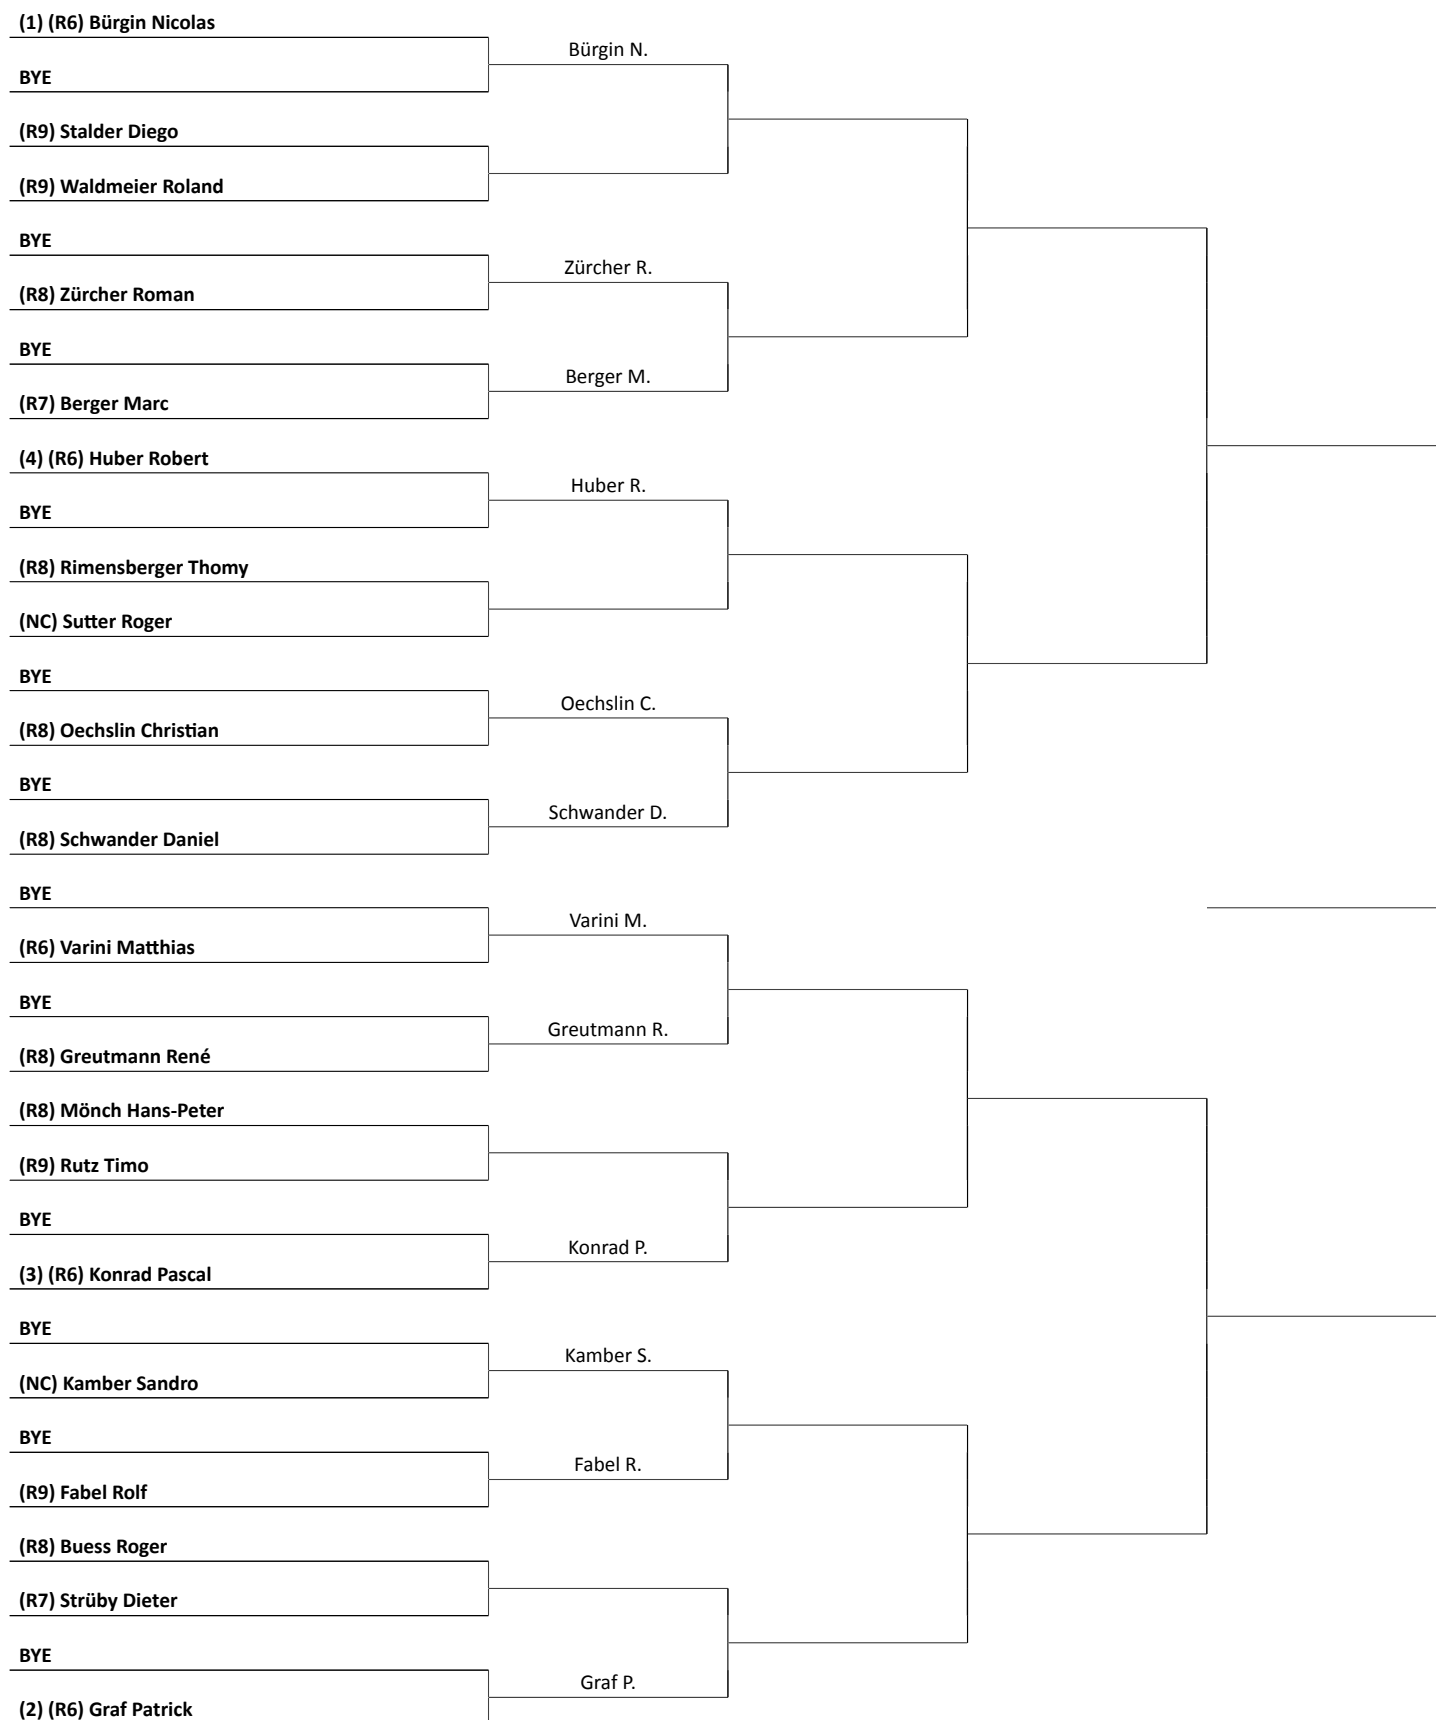 (1) (R6) Bürgin Nicolas
Bürgin N.
BYE
(R9) Stalder Diego
(R9) Waldmeier Roland
BYE
Zürcher R.
(R8) Zürcher Roman
BYE
Berger M.
(R7) Berger Marc
(4) (R6) Huber Robert
Huber R.
BYE
(R8) Rimensberger Thomy
(NC) Sutter Roger
BYE
Oechslin C.
(R8) Oechslin Christian
BYE
Schwander D.
(R8) Schwander Daniel
BYE
Varini M.
(R6) Varini Matthias
BYE
Greutmann R.
(R8) Greutmann René
(R8) Mönch Hans-Peter
(R9) Rutz Timo
BYE
Konrad P.
(3) (R6) Konrad Pascal
BYE
Kamber S.
(NC) Kamber Sandro
BYE
Fabel R.
(R9) Fabel Rolf
(R8) Buess Roger
(R7) Strüby Dieter
BYE
Graf P.
(2) (R6) Graf Patrick